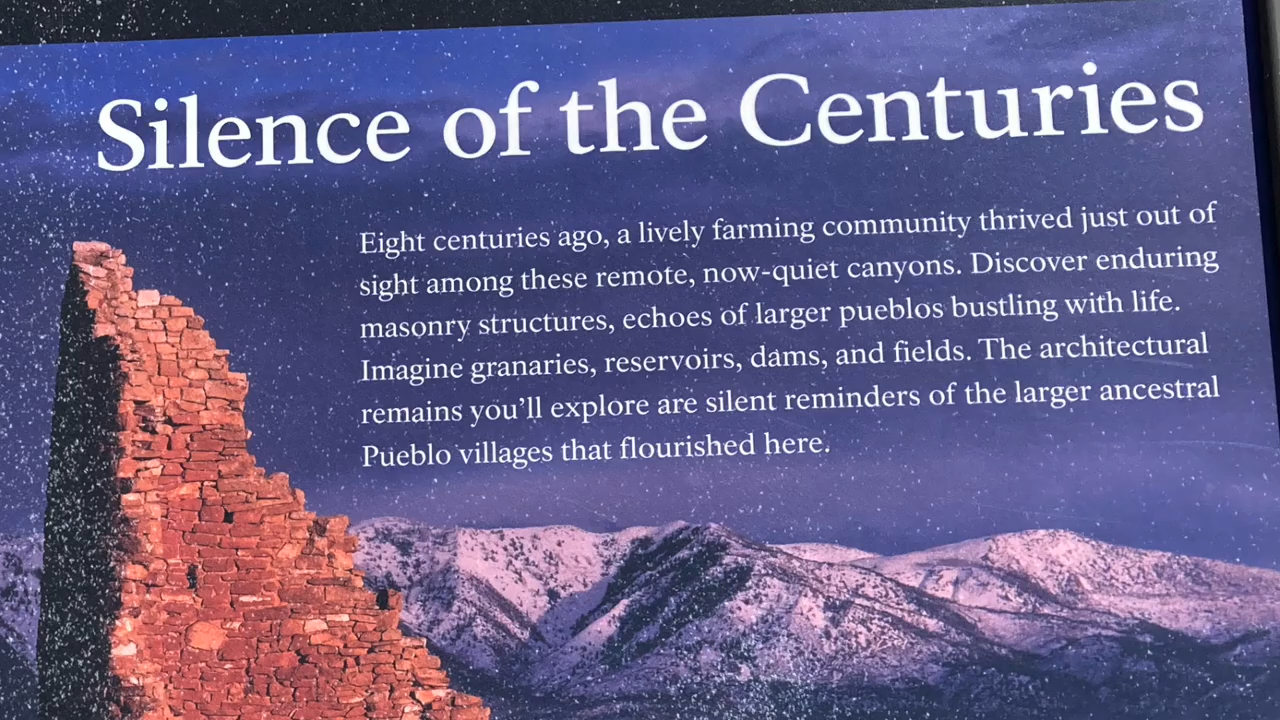 Silence of the Centuries
Eight centuries ago, a lively farming community thrived just out of
sight among these remote, now-quiet canyons. Discover enduring
masonry structures, echoes of larger pueblos bustling with life.
Imagine granaries, reservoirs, dams, and fields. The architectural
remains you’ll explore are silent reminders of the larger ancestral
Pueblo villages that flourished here.